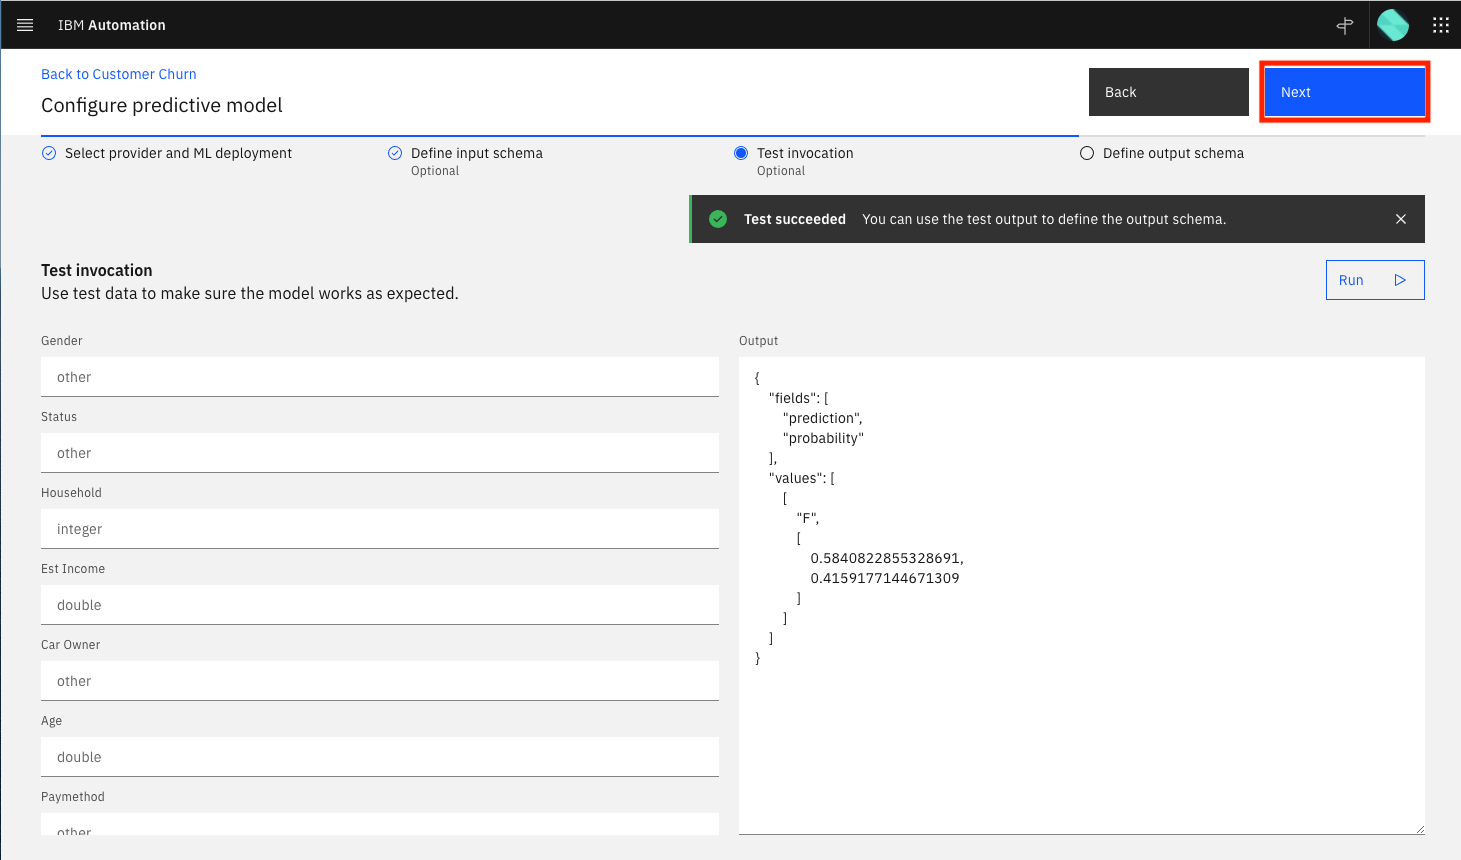 IBM Automation
Back to Customer Churn
Configure predictive model
Back
Next
Select provider and ML deployment
Define input schema
Optional
Test invocation
Optional
Define output schema
Test succeeded You can use the test output to define the output schema.
Test invocation
Use test data to make sure the model works as expected.
Run
Gender
other
Status
other
Household
integer
Est Income
double
Car Owner
other
Age
double
Paymethod
other
Output
{
"fields": [
"prediction",
"probability"
],
"values": [
[
"F",
[
0.5840822855328691,
0.4159177144671309
]
]
]
}